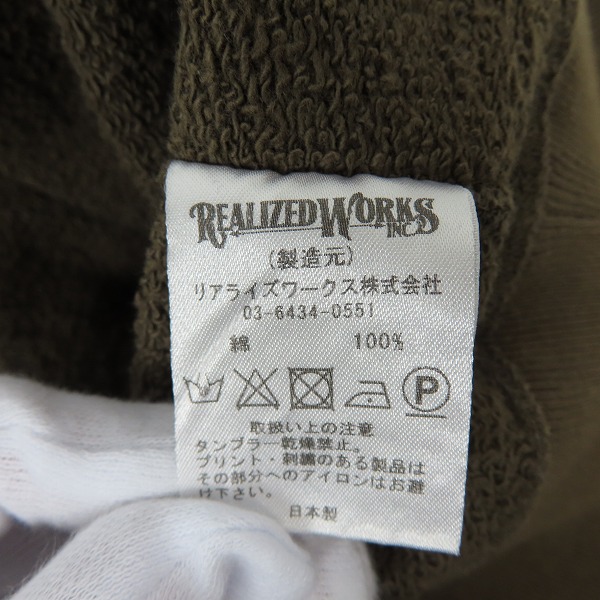 REALIZED WORKS
INC.
(製造元)
リアライズワークス株式会社
03-6434-0551
綿 100%
P
取扱い上の注意
タンブラー乾燥禁止。
プリント・刺繍のある製品は
その部分へのアイロンはお避
け下さい。
日本製